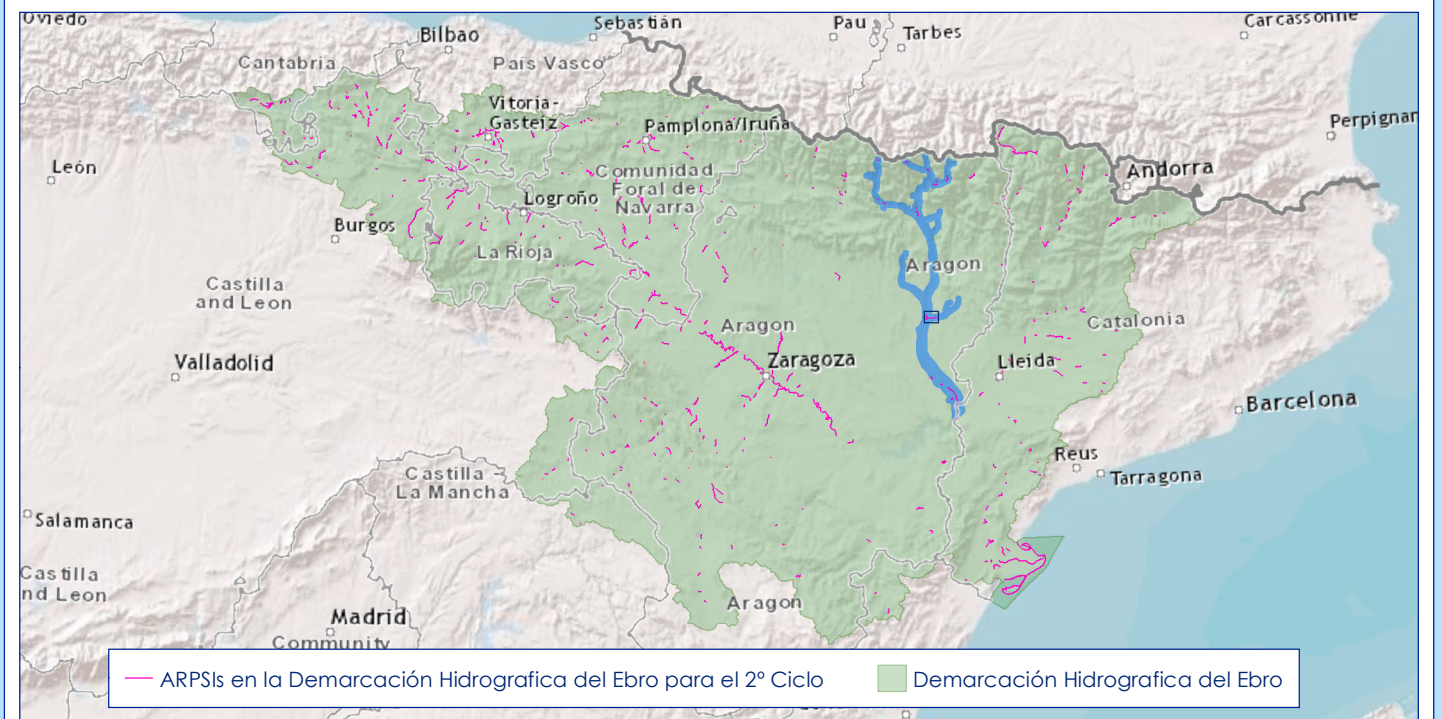 Oviedo
Sebastián
Pau
Tarbes
Carcassonne
Bilbao
Cantabria
País Vasco
Vitoria-
Gasteiz
Pamplona/Iruña
Perpignan
León
Andorra
Comunidad
Foral de
Navarra
Logroño
Burgos
La Rioja
Aragon
Castilla
and Leon
Aragon
Catalonia
Valladolid
Zaragoza
Lleida
Barcelona
Reus
Tarragona
Castilla -
La Mancha
Salamanca
Castilla
nd Leon
Aragon
Madrid
Community
ARPSIs en la Demarcación Hidrografica del Ebro para el 2º Ciclo
Demarcación Hidrografica del Ebro